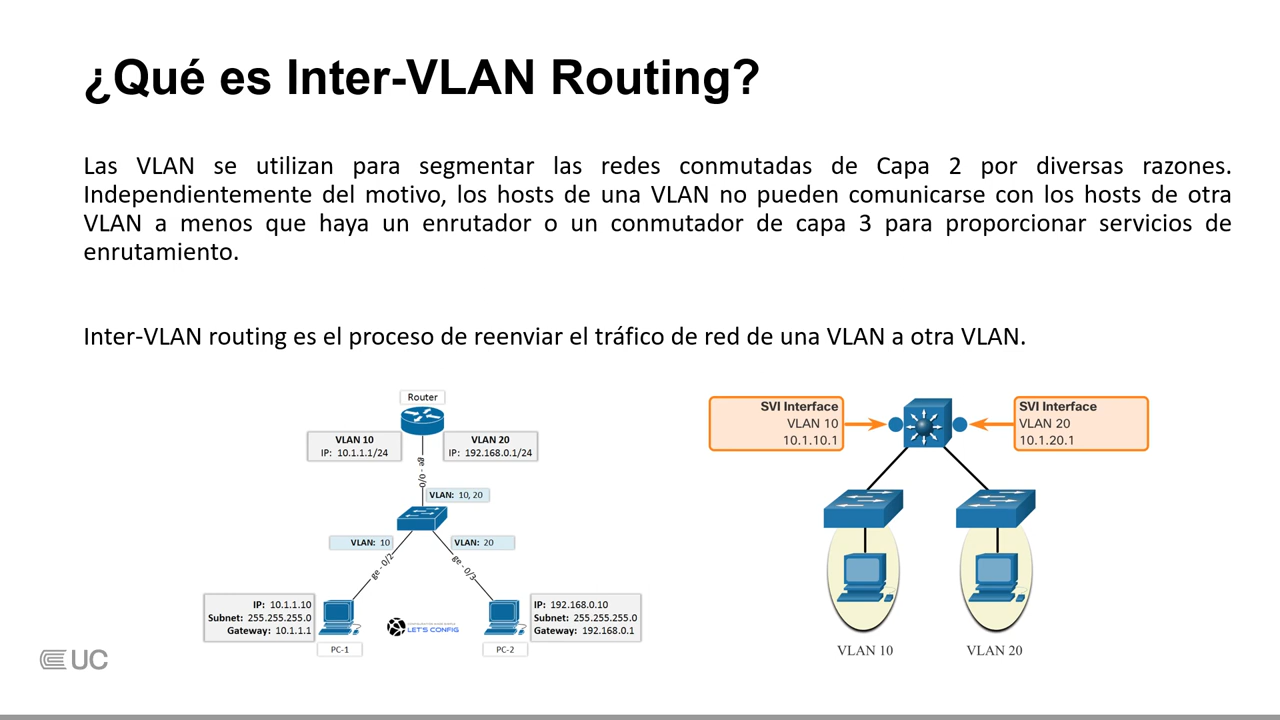 ¿Qué es Inter-VLAN Routing?
Las VLAN se utilizan para segmentar las redes conmutadas de Capa 2 por diversas razones.
Independientemente del motivo, los hosts de una VLAN no pueden comunicarse con los hosts de otra
VLAN a menos que haya un enrutador o un conmutador de capa 3 para proporcionar servicios de
enrutamiento.
Inter-VLAN routing es el proceso de reenviar el tráfico de red de una VLAN a otra VLAN.
Router
VLAN 10
IP: 10.1.1.1/24
VLAN 20
IP: 192.168.0.1/24
ge - 0/0
VLAN: 10, 20
VLAN: 10
VLAN: 20
ge - 0/2
ge - 0/3
IP: 10.1.1.10
Subnet: 255.255.255.0
Gateway: 10.1.1.1
PC-1
LET'S CONFIG
IP: 192.168.0.10
Subnet: 255.255.255.0
Gateway: 192.168.0.1
PC-2
SVI Interface
VLAN 10
10.1.10.1
SVI Interface
VLAN 20
10.1.20.1
VLAN 10
VLAN 20
UC